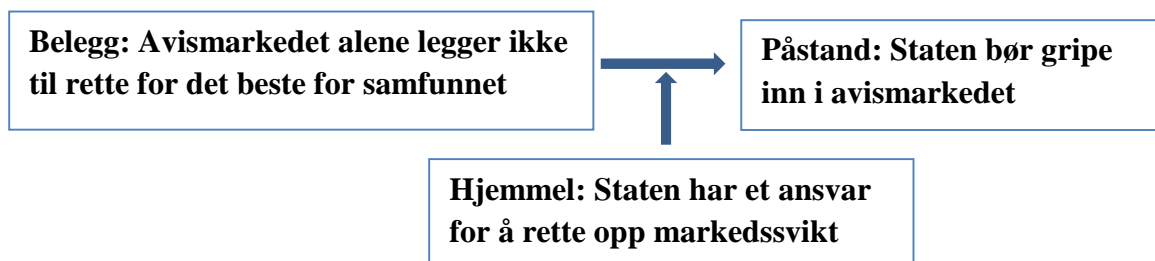 Belegg: Avismarkedet alene legger ikke
til rette for det beste for samfunnet
Påstand: Staten bør gripe
inn i avismarkedet
Hjemmel: Staten har et ansvar
for å rette opp markedssvikt